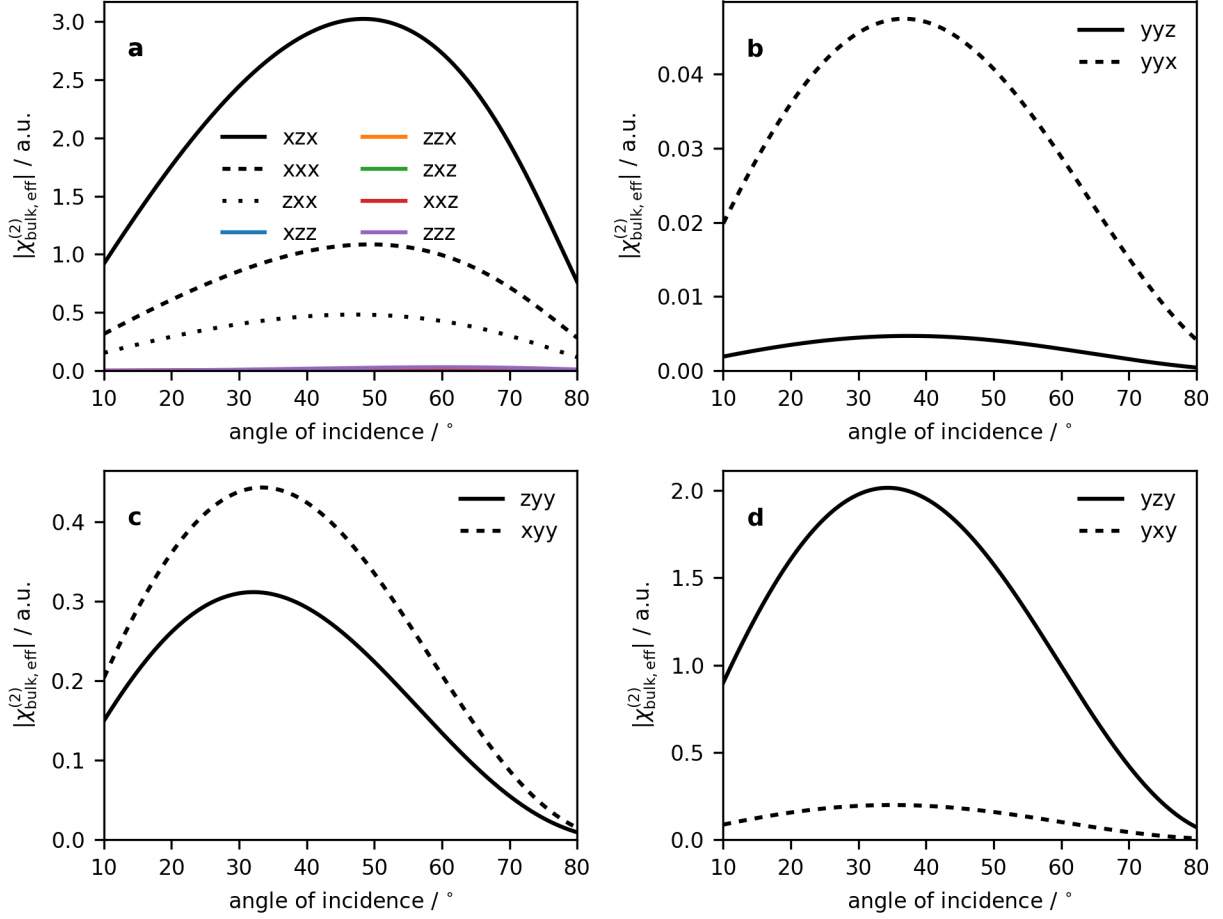 a
|χ(2)bulk, eff| / a.u.
3.0
2.5
2.0
1.5
1.0
0.5
0.0
xzx
xxx
zxx
xzz
zzx
zxz
xxz
zzz
10 20 30 40 50 60 70 80
angle of incidence / °
b
|χ(2)bulk, eff| / a.u.
0.04
0.03
0.02
0.01
0.00
yyz
yyx
10 20 30 40 50 60 70 80
angle of incidence / °
c
|χ(2)bulk, eff| / a.u.
0.4
0.3
0.2
0.1
0.0
zyy
xyy
10 20 30 40 50 60 70 80
angle of incidence / °
d
|χ(2)bulk, eff| / a.u.
2.0
1.5
1.0
0.5
0.0
yzy
yxy
10 20 30 40 50 60 70 80
angle of incidence / °